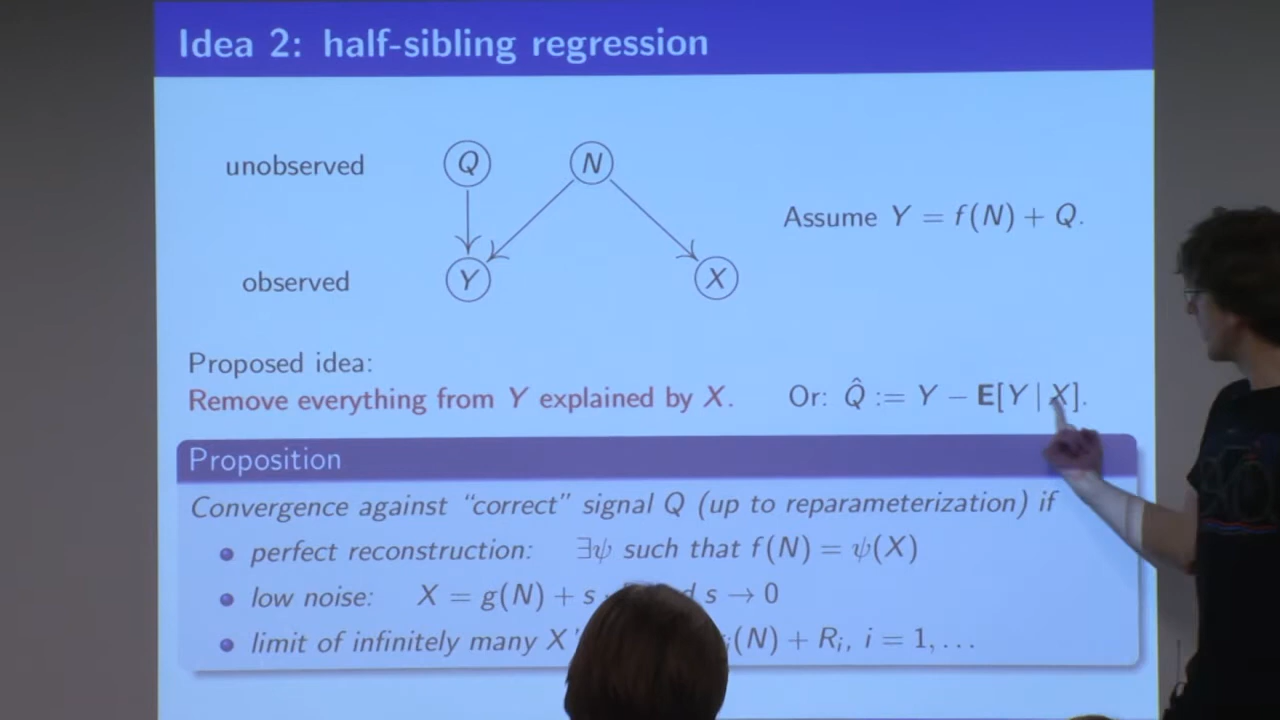 Idea 2: half-sibling regression
unobserved Q N
Assume Y = f(N) + Q.
observed Y X
Proposed idea:
Remove everything from Y explained by X. Or: Q̂ := Y − E[Y | X].
Proposition
Convergence against “correct” signal Q (up to reparameterization) if
• perfect reconstruction: ∃ψ such that f(N) = ψ(X)
• low noise: X = g(N) + s s → 0
• limit of infinitely many X (N) + Rᵢ, i = 1, . . .